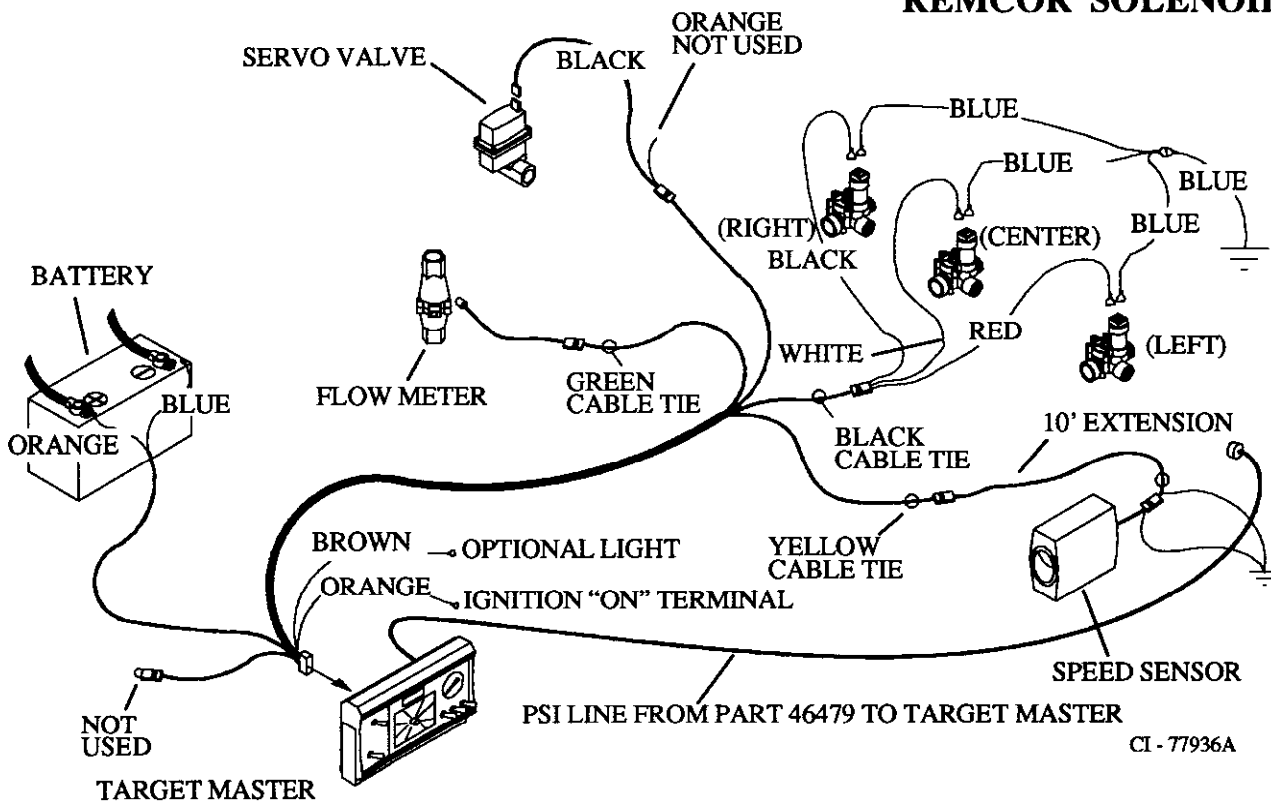 REMCOR SOLENOI
ORANGE
NOT USED
SERVO VALVE
BLACK
BLUE
BLUE
BLUE
BLUE
(RIGHT)
(CENTER)
BLACK
BATTERY
RED
WHITE
(LEFT)
FLOW METER
GREEN
CABLE TIE
BLUE
ORANGE
10' EXTENSION
BLACK
CABLE TIE
BROWN
OPTIONAL LIGHT
YELLOW
CABLE TIE
ORANGE
IGNITION “ON” TERMINAL
SPEED SENSOR
NOT
USED
PSI LINE FROM PART 46479 TO TARGET MASTER
CI - 77936A
TARGET MASTER